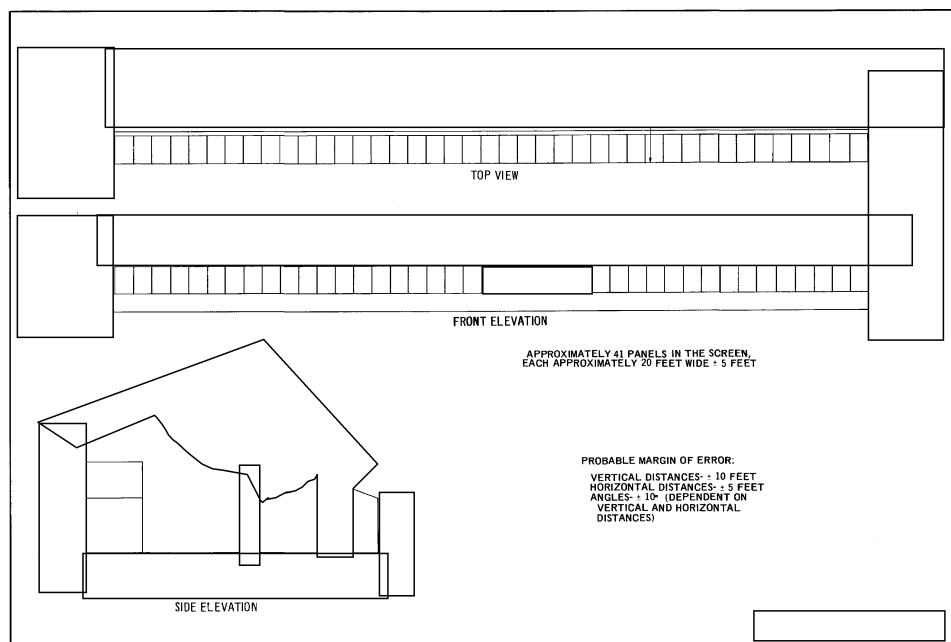 TOP VIEW
FRONT ELEVATION
APPROXIMATELY 41 PANELS IN THE SCREEN,
EACH APPROXIMATELY 20 FEET WIDE ± 5 FEET
PROBABLE MARGIN OF ERROR:
VERTICAL DISTANCES- ± 10 FEET
HORIZONTAL DISTANCES- ± 5 FEET
ANGLES- ± 10° (DEPENDENT ON
VERTICAL AND HORIZONTAL
DISTANCES)
SIDE ELEVATION